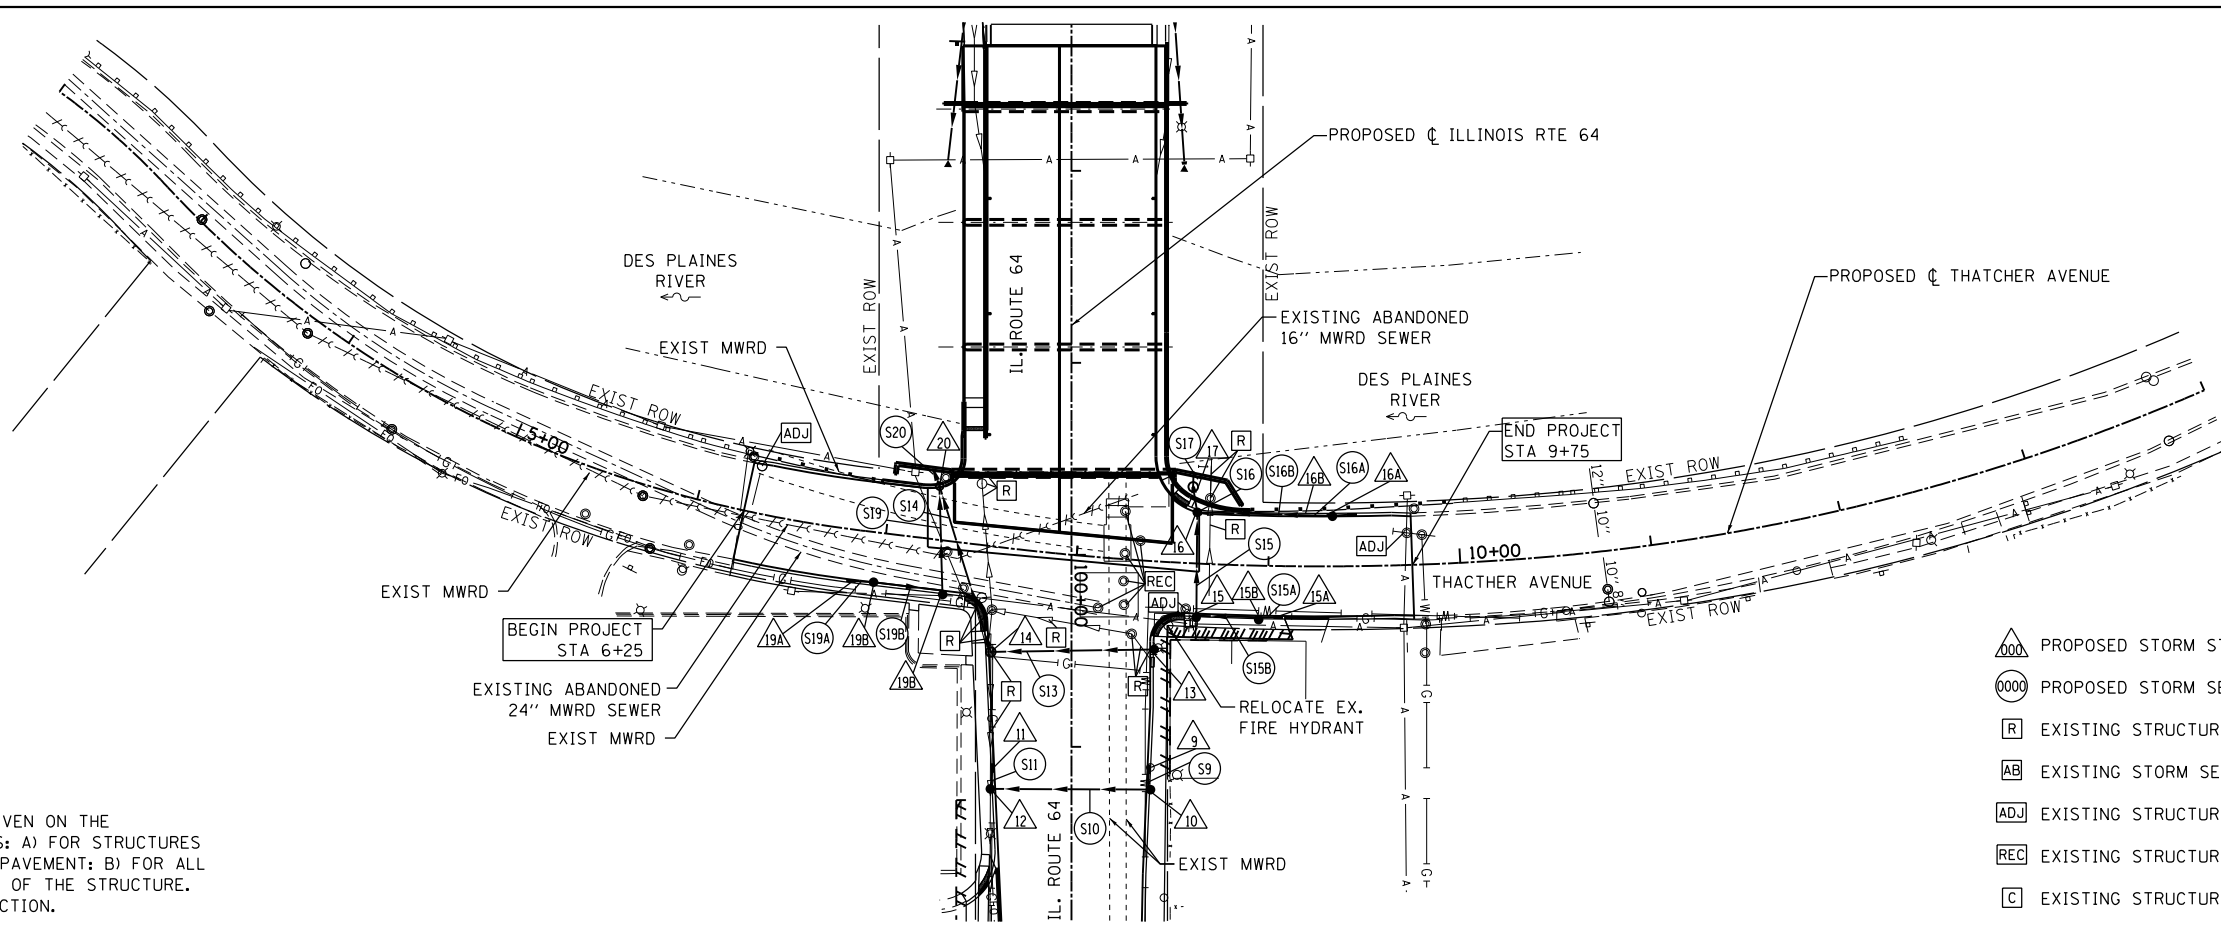 PROPOSED ℄ ILLINOIS RTE 64
DES PLAINES
RIVER
EXIST ROW
IL. ROUTE 64
EXIST ROW
PROPOSED ℄ THATCHER AVENUE
EXISTING ABANDONED
16" MWRD SEWER
EXIST MWRD
DES PLAINES
RIVER
EXIST ROW
5+00
ADJ
S20
20
S17
17
R
END PROJECT
STA 9+75
12'
EXIST ROW
S16
S16B
16B
S16A
16A
R
S19
S14
EXIST ROW
R
16
S15
ADJ
10+00
10'
THACTHER AVENUE
10'
8'
EXIST ROW
EXIST MWRD
100+00
REC
ADJ
15
15B
S15A
15A
BEGIN PROJECT
STA 6+25
19A
S19A
19B
S19B
R
14
R
19B
S13
R
R
13
S15B
EXISTING ABANDONED
24" MWRD SEWER
EXIST MWRD
RELOCATE EX.
FIRE HYDRANT
11
S11
9
S9
12
S10
10
IL. ROUTE 64
EXIST MWRD
VEN ON THE
S: A) FOR STRUCTURES
PAVEMENT: B) FOR ALL
OF THE STRUCTURE.
CTION.
000 PROPOSED STORM ST
0000 PROPOSED STORM SE
R EXISTING STRUCTUR
AB EXISTING STORM SE
ADJ EXISTING STRUCTUR
REC EXISTING STRUCTUR
C EXISTING STRUCTUR